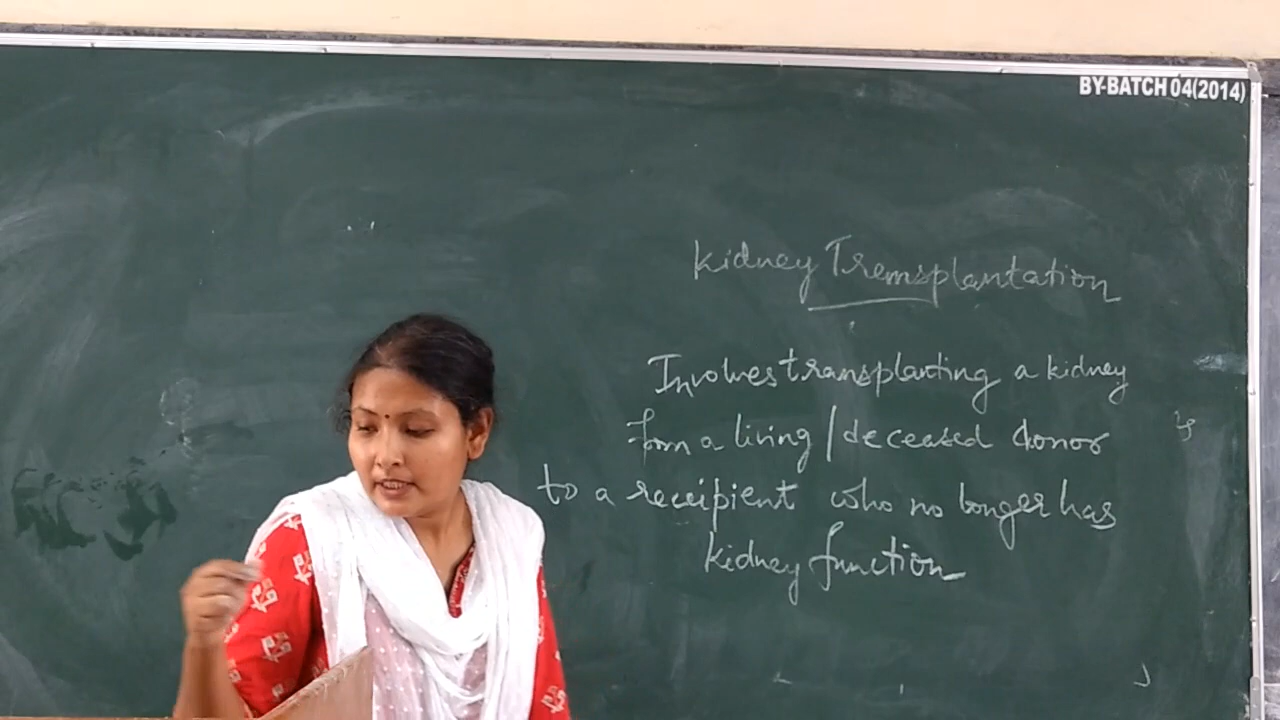 BY-BATCH 04(2014)
Kidney Tremsplantation
Involves transplanting a kidney
from a living / deceased donor
to a recipient who no longer has
kidney function